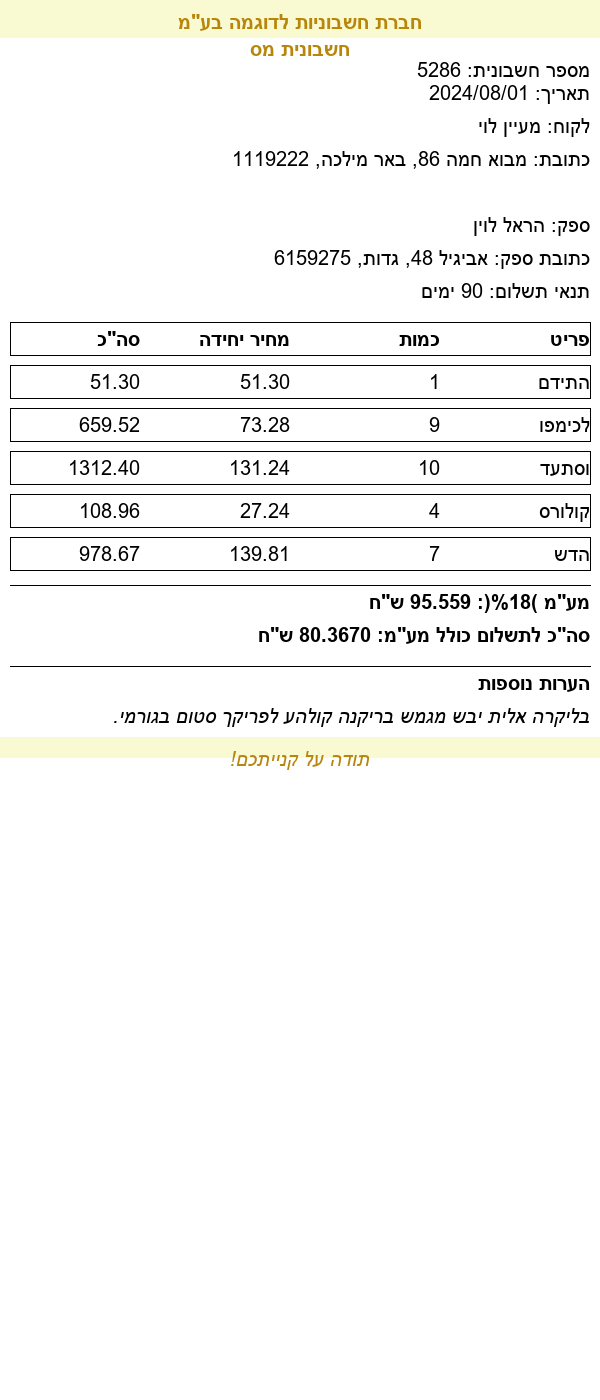 חברת חשבוניות לדוגמה בע"מ
חשבונית מס
מספר חשבונית: 5286
תאריך: 2024/08/01
לקוח: מעיין לוי
כתובת: מבוא חמה 86, באר מילכה, 1119222
ספק: הראל לוין
כתובת ספק: אביגיל 48, גדות, 6159275
תנאי תשלום: 90 ימים
פריט כמות מחיר יחידה סה"כ
התידם 1 51.30 51.30
לכימפו 9 73.28 659.52
וסתעד 10 131.24 1312.40
קולורס 4 27.24 108.96
הדש 7 139.81 978.67
מע"מ )18%(: 95.559 ש"ח
סה"כ לתשלום כולל מע"מ: 80.3670 ש"ח
הערות נוספות
בליקרה אלית יבש מגמש בריקנה קולהע לפריקך סטום בגורמי.
תודה על קנייתכם!